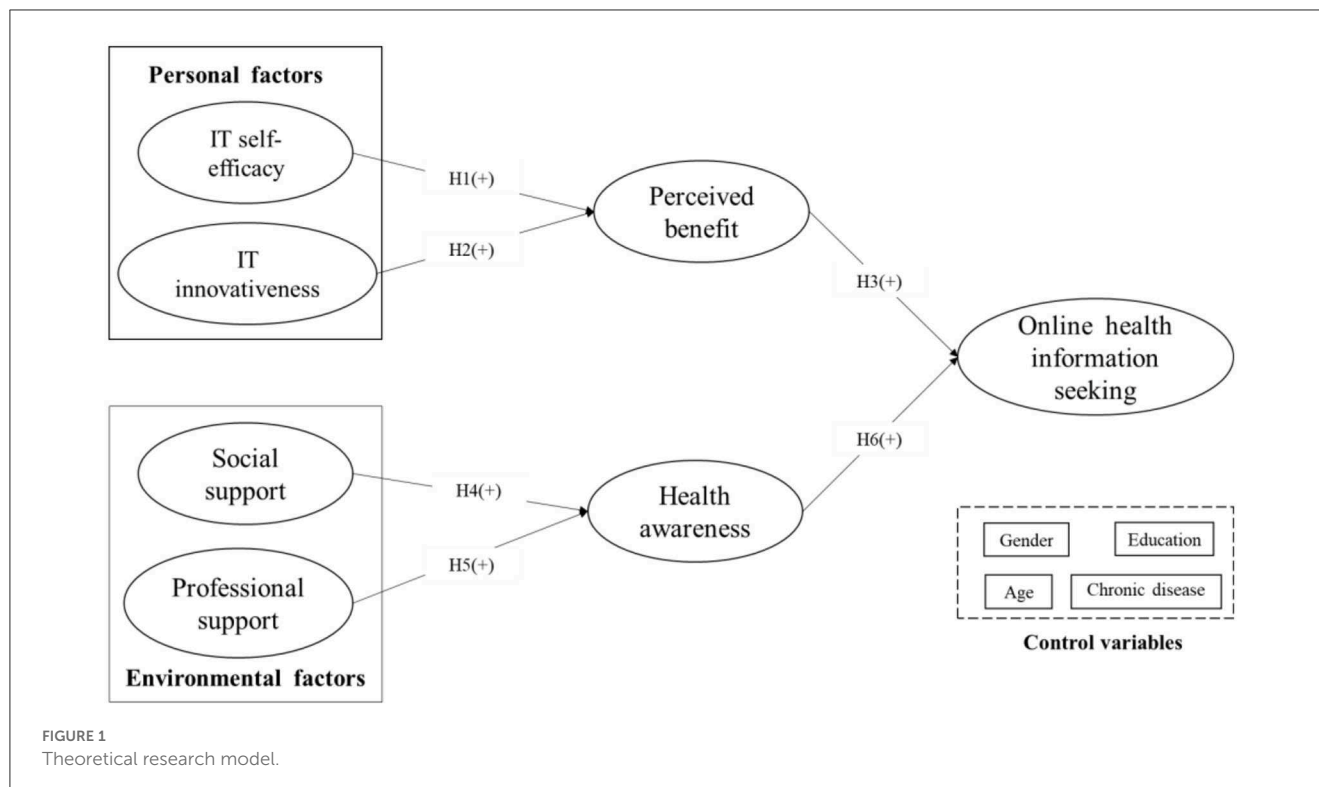 Personal factors
IT self-
efficacy
IT
innovativeness
H1(+)
H2(+)
Perceived
benefit
H3(+)
Online health
information
seeking
Social
support
Professional
support
Environmental factors
H4(+)
H5(+)
Health
awareness
H6(+)
Gender
Education
Age
Chronic disease
Control variables
FIGURE 1
Theoretical research model.